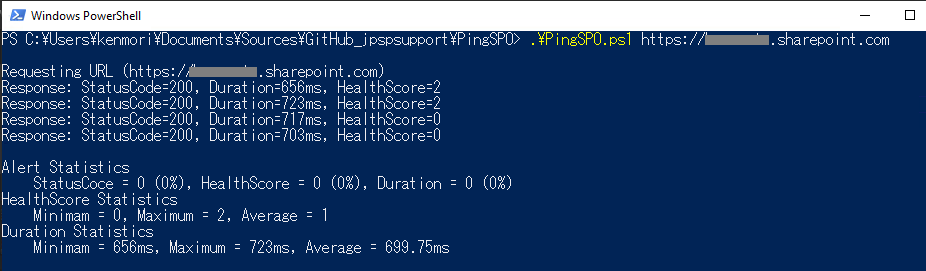 Windows PowerShell
PS C:¥Users¥kenmori¥Documents¥Sources¥GitHub_jpspsupport¥PingSPO> .¥PingSPO.ps1 https:// .sharepoint.com
Requesting URL (https:// .sharepoint.com)
Response: StatusCode=200, Duration=656ms, HealthScore=2
Response: StatusCode=200, Duration=723ms, HealthScore=2
Response: StatusCode=200, Duration=717ms, HealthScore=0
Response: StatusCode=200, Duration=703ms, HealthScore=0
Alert Statistics
StatusCoce = 0 (0%), HealthScore = 0 (0%), Duration = 0 (0%)
HealthScore Statistics
Minimam = 0, Maximum = 2, Average = 1
Duration Statistics
Minimam = 656ms, Maximum = 723ms, Average = 699.75ms